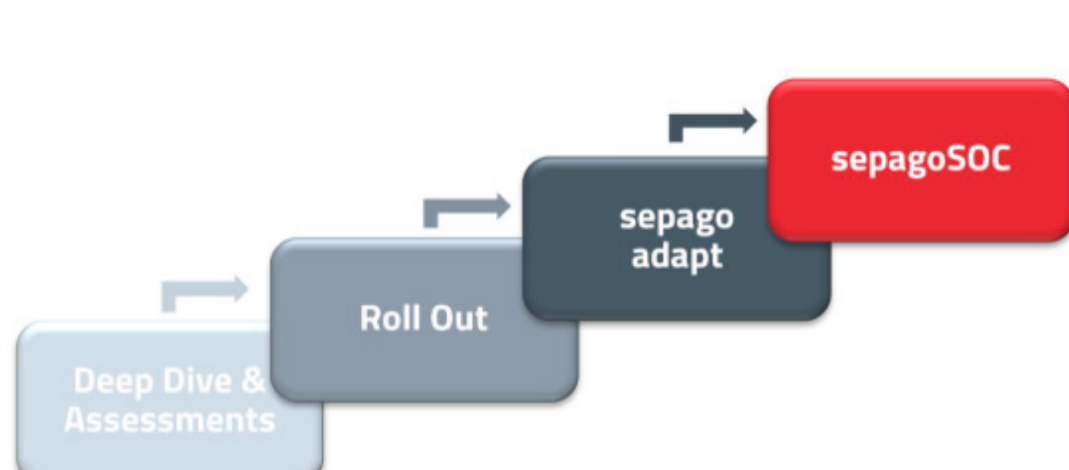 Deep Dive &
Assessments
Roll Out
sepago
adapt
sepagoSOC